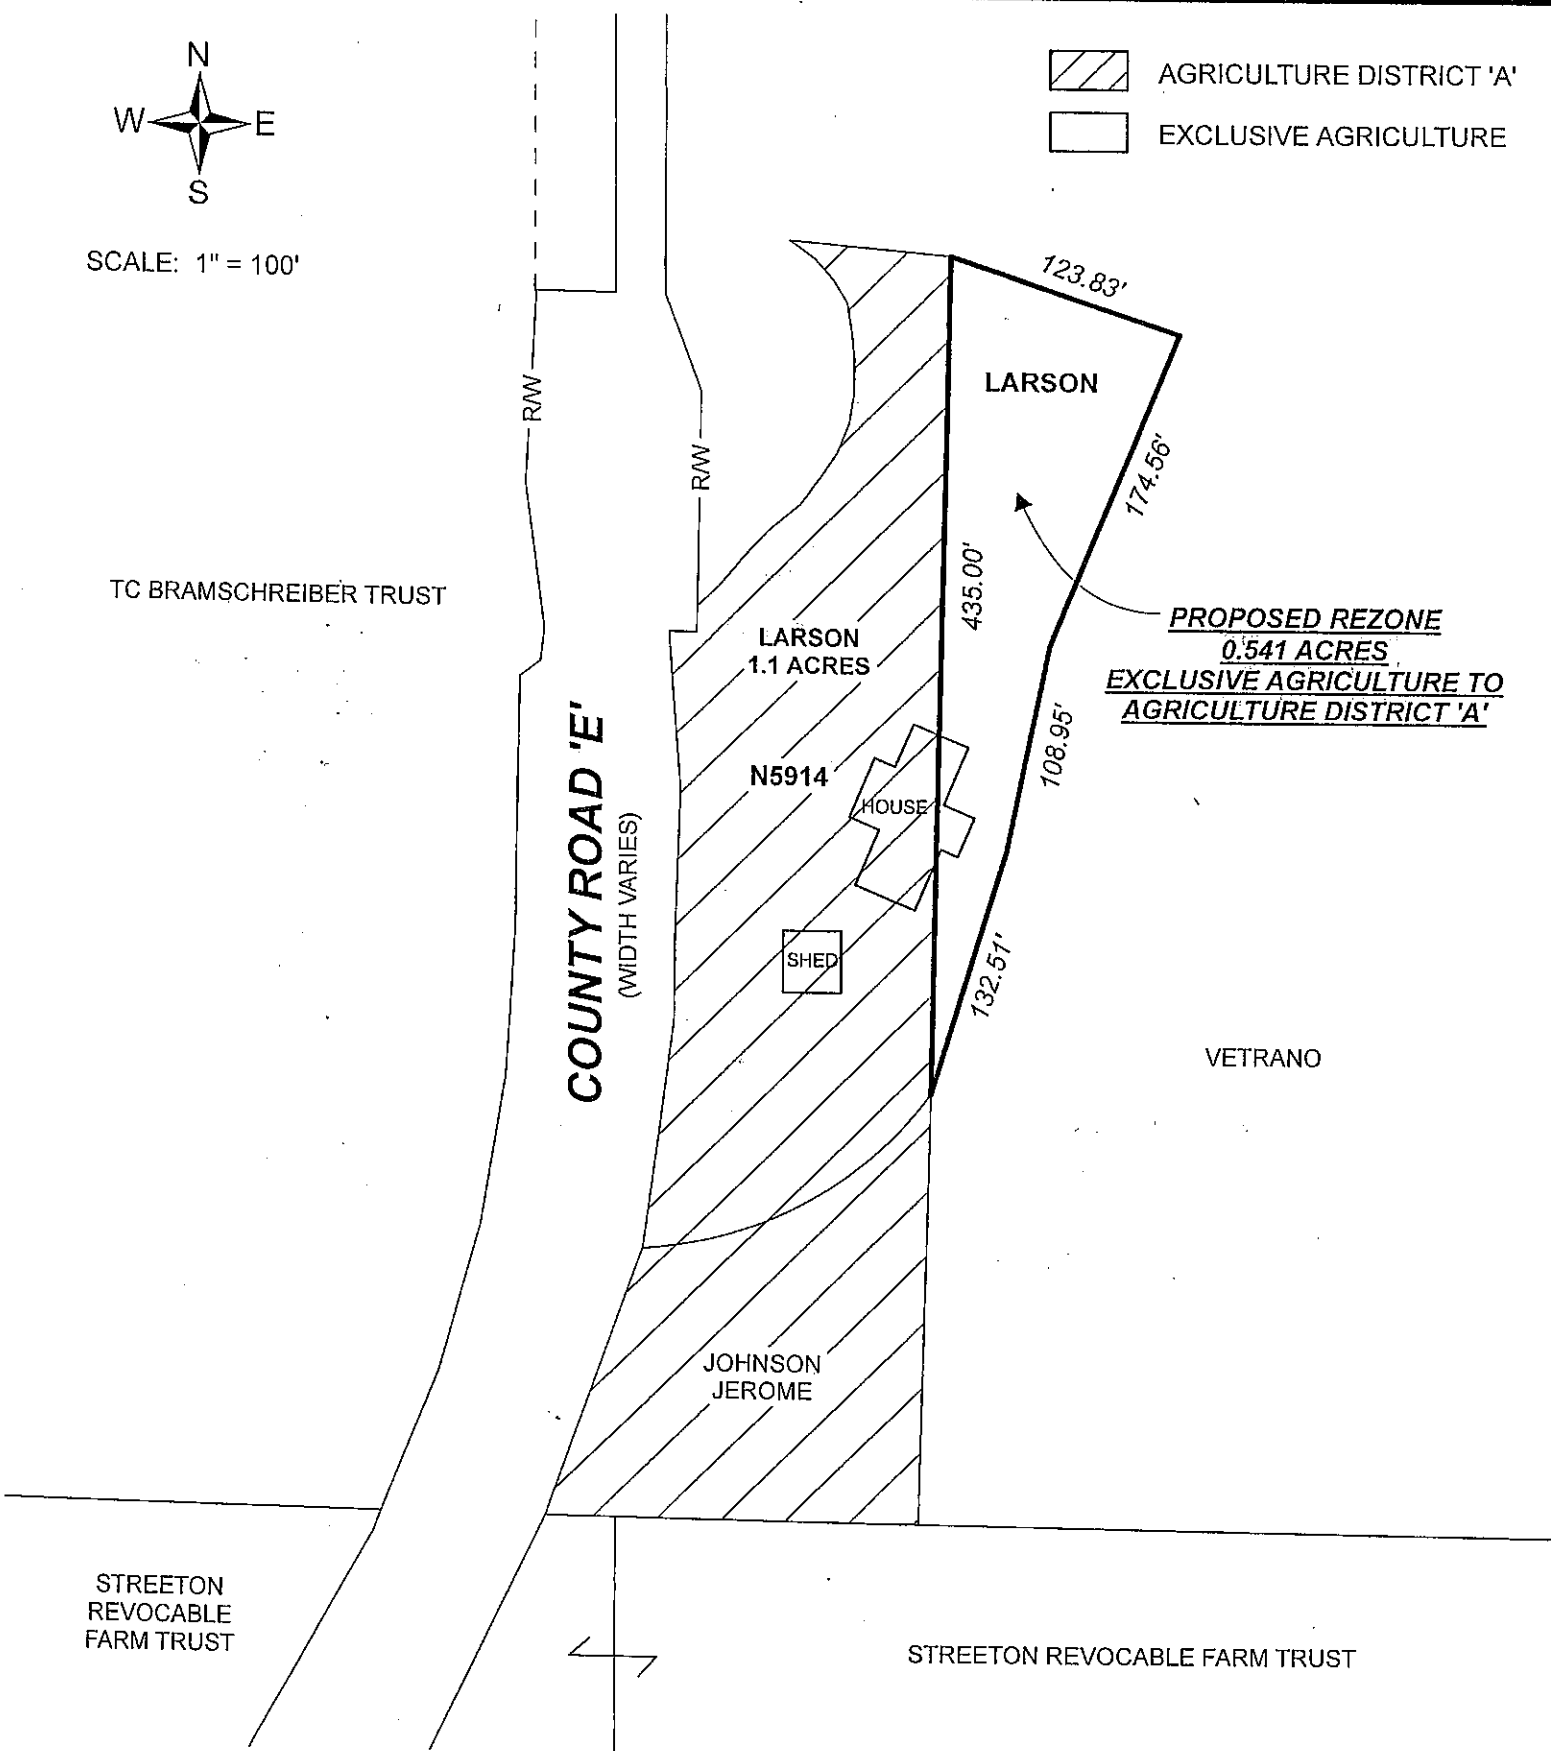 N
W E
S
SCALE: 1" = 100'
AGRICULTURE DISTRICT 'A'
EXCLUSIVE AGRICULTURE
123.83'
LARSON
R/W
R/W
174.56'
435.00'
TC BRAMSCHREIBER TRUST
LARSON
1.1 ACRES
PROPOSED REZONE
0.541 ACRES
EXCLUSIVE AGRICULTURE TO
AGRICULTURE DISTRICT 'A'
108.95'
N5914
HOUSE
COUNTY ROAD 'E'
(WIDTH VARIES)
SHED
132.51'
VETRANO
JOHNSON
JEROME
STREETON
REVOCABLE
FARM TRUST
STREETON REVOCABLE FARM TRUST